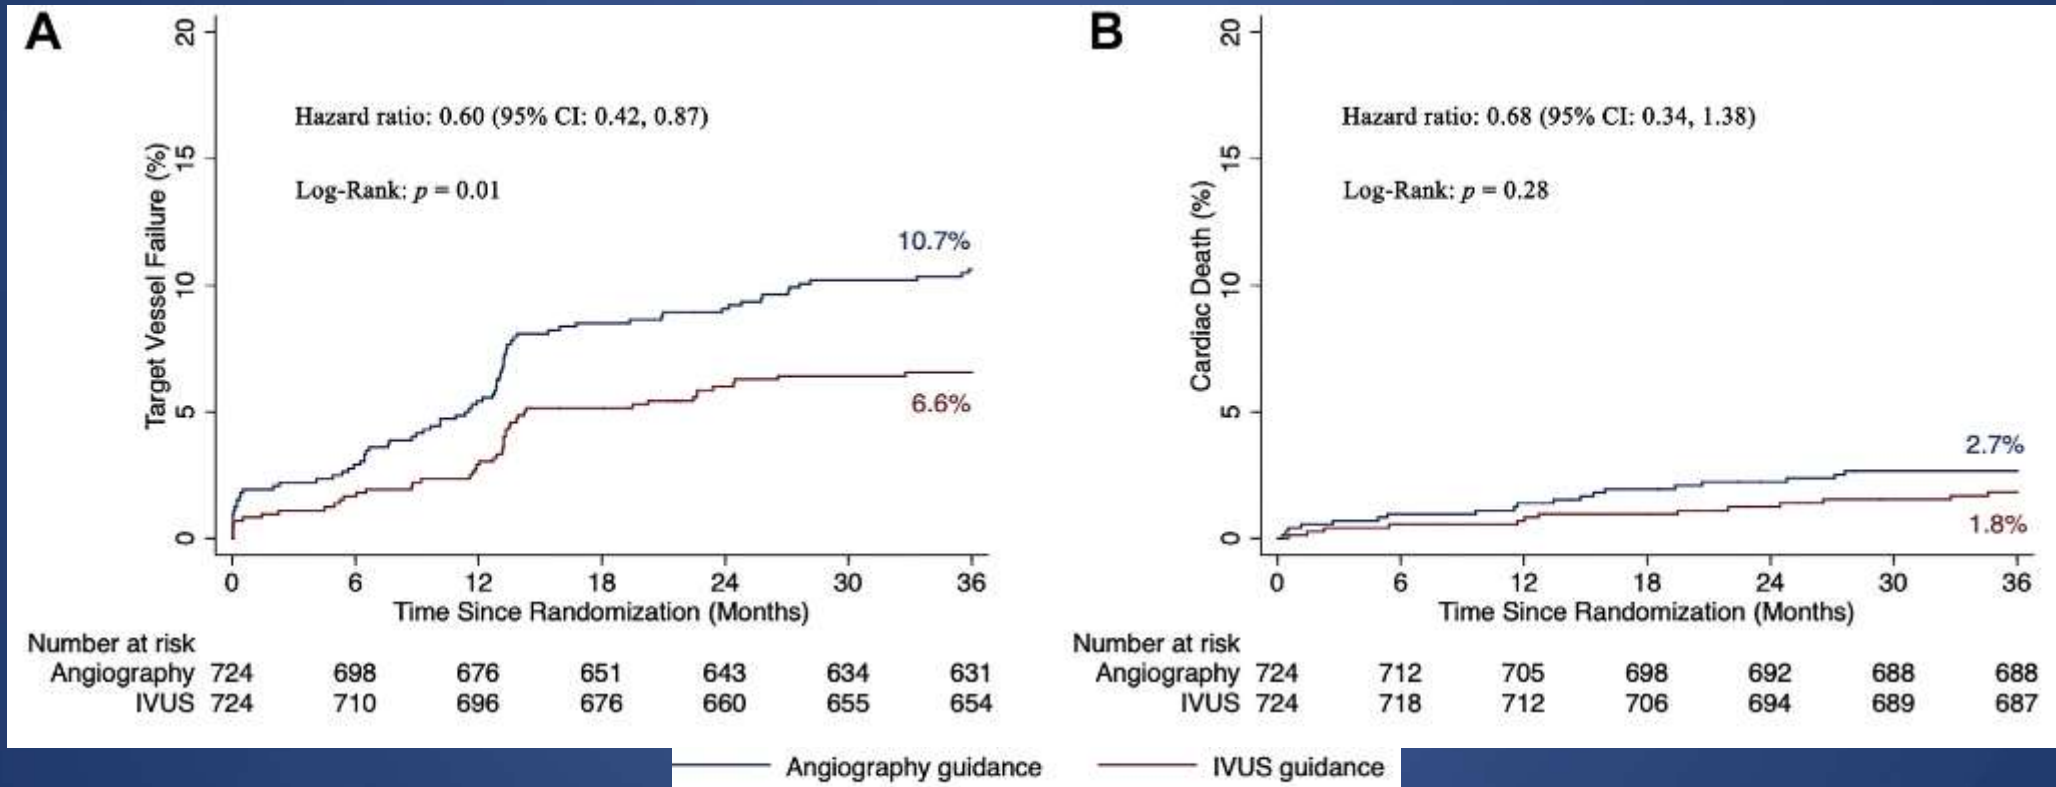 A
Target Vessel Failure (%)
20
15
10
5
0
Hazard ratio: 0.60 (95% CI: 0.42, 0.87)
Log-Rank: p = 0.01
10.7%
6.6%
0 6 12 18 24 30 36
Time Since Randomization (Months)
Number at risk
Angiography 724 698 676 651 643 634 631
IVUS 724 710 696 676 660 655 654
B
Cardiac Death (%)
20
15
10
5
0
Hazard ratio: 0.68 (95% CI: 0.34, 1.38)
Log-Rank: p = 0.28
2.7%
1.8%
0 6 12 18 24 30 36
Time Since Randomization (Months)
Number at risk
Angiography 724 712 705 698 692 688 688
IVUS 724 718 712 706 694 689 687
Angiography guidance IVUS guidance